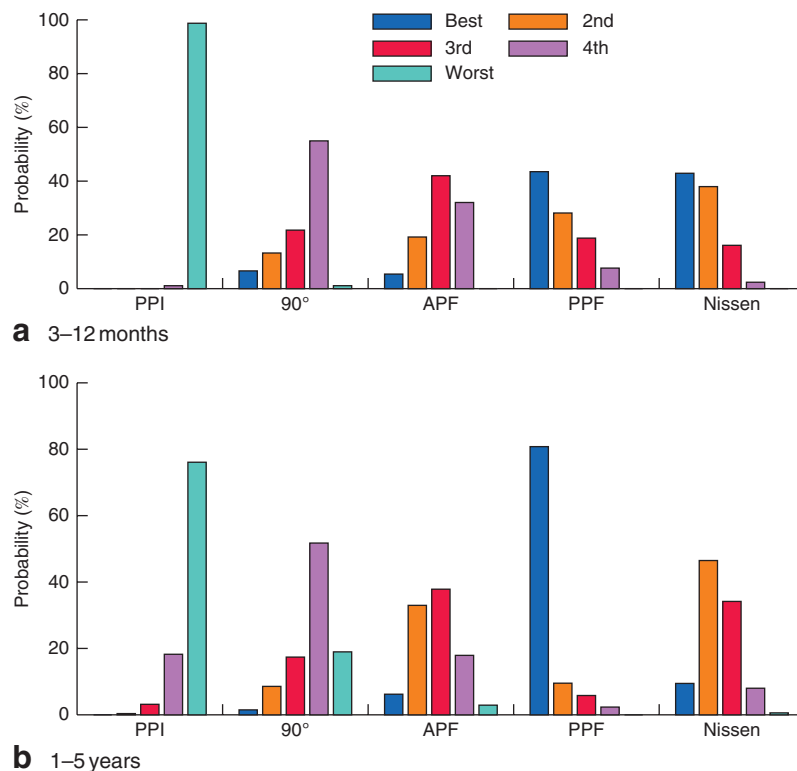 100
80
60
40
20
0
Probability (%)
Best
2nd
3rd
4th
Worst
PPI
90°
APF
PPF
Nissen
a 3–12 months
100
80
60
40
20
0
Probability (%)
PPI
90°
APF
PPF
Nissen
b 1–5 years